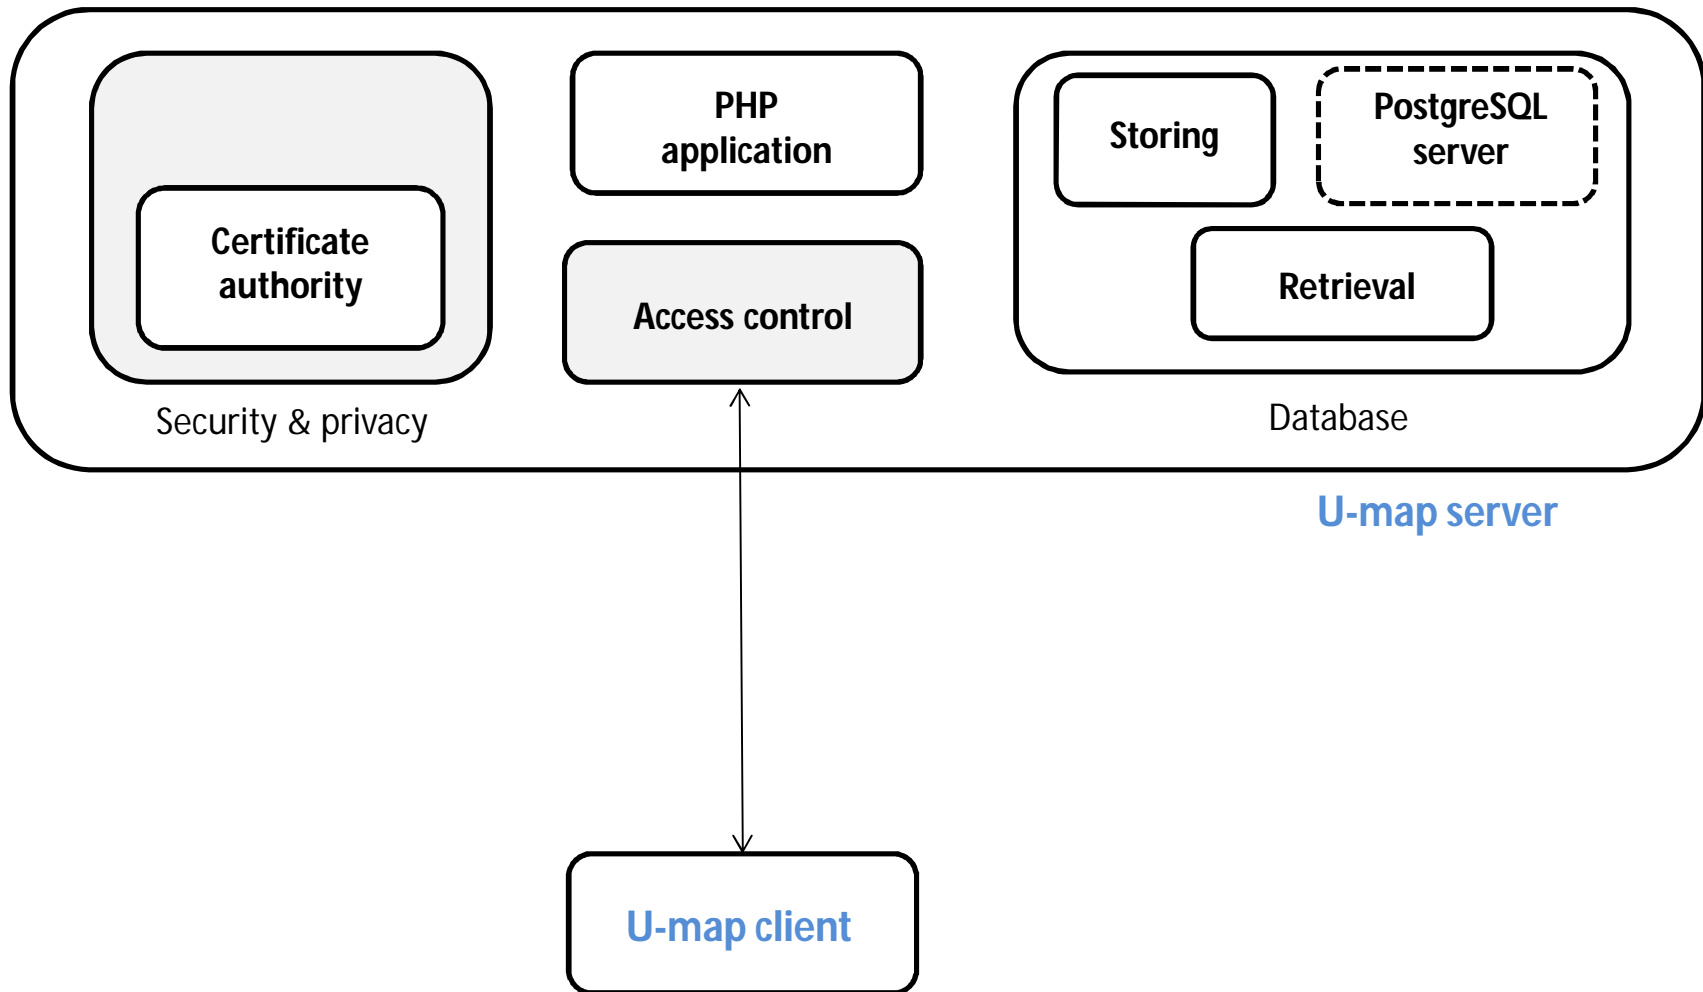 PHP
application
Storing
PostgreSQL
server
Certificate
authority
Access control
Retrieval
Security & privacy
Database
U-map server
U-map client